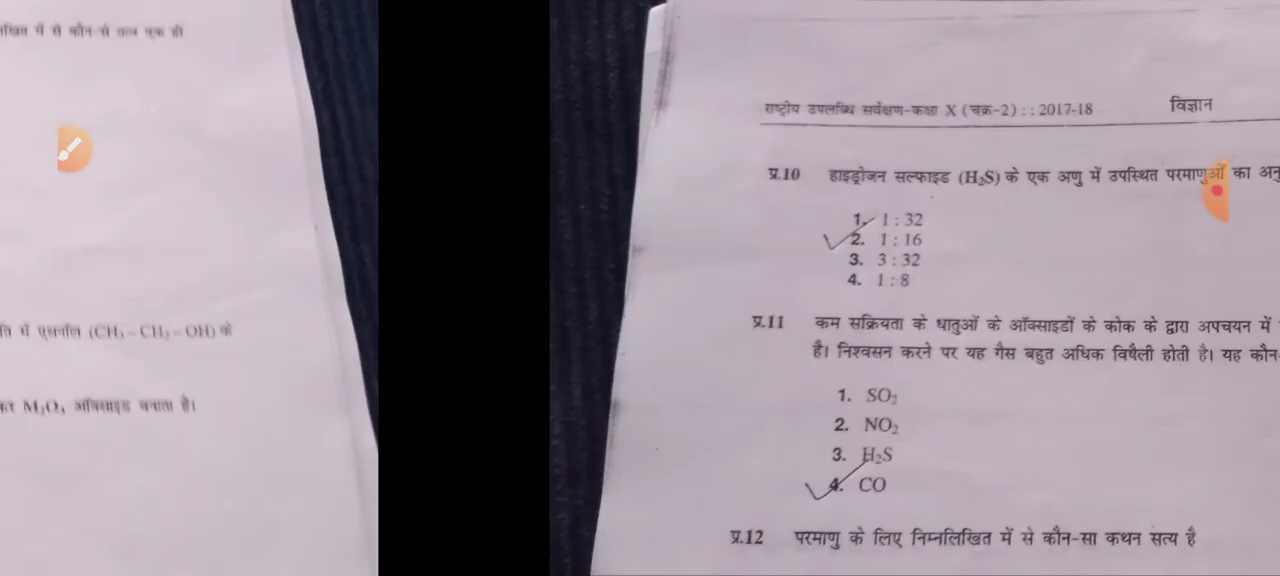 में से कौन-से तत्व एक ही
में एथनॉल (CH₃ – CH₂ – OH) के
M₂O₃ ऑक्साइड बनाता है।
राष्ट्रीय उपलब्धि सर्वेक्षण-कक्षा X (चक्र-2) : : 2017-18 विज्ञान
प्र.10 हाइड्रोजन सल्फाइड (H₂S) के एक अणु में उपस्थित परमाणुओं का
1. 1 : 32
2. 1 : 16
3. 3 : 32
4. 1 : 8
प्र.11 कम सक्रियता के धातुओं के ऑक्साइडों के कोक के द्वारा अपचयन में
है। निश्वसन करने पर यह गैस बहुत अधिक विषैली होती है। यह कौन-
1. SO₂
2. NO₂
3. H₂S
4. CO
प्र.12 परमाणु के लिए निम्नलिखित में से कौन-सा कथन सत्य है